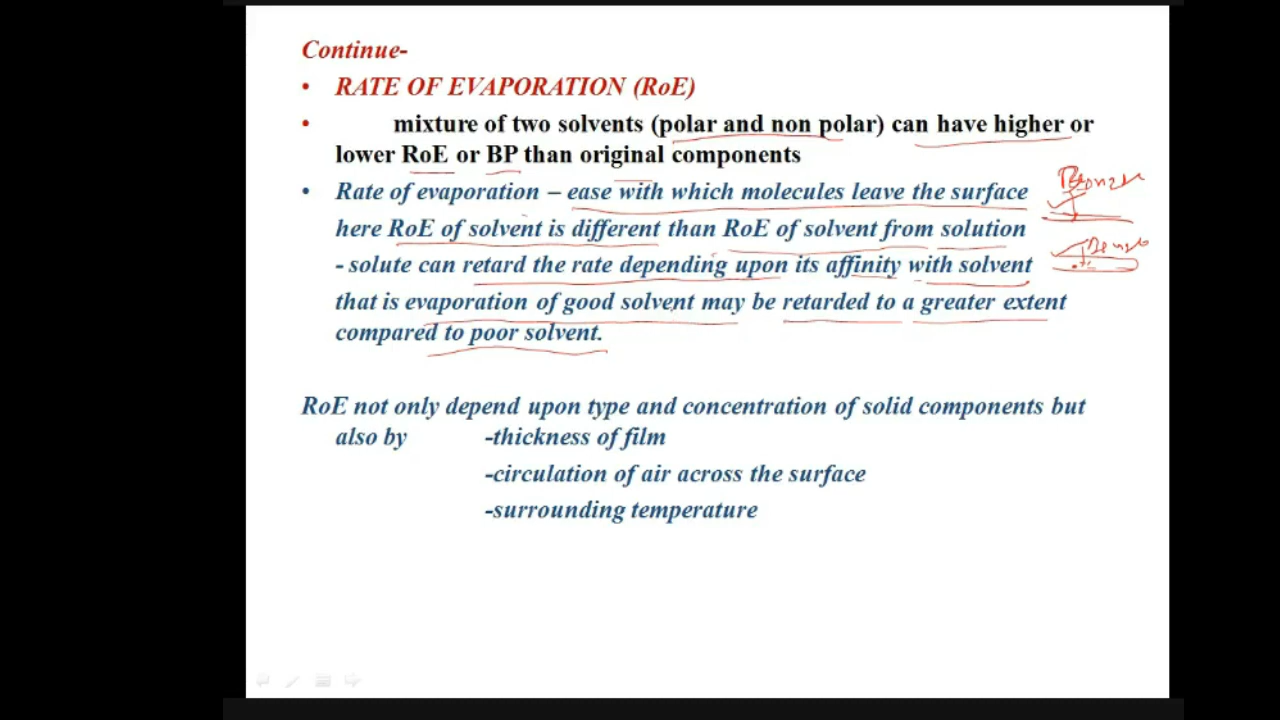 Continue-
• RATE OF EVAPORATION (RoE)
• mixture of two solvents (polar and non polar) can have higher or
lower RoE or BP than original components
• Rate of evaporation – ease with which molecules leave the surface
here RoE of solvent is different than RoE of solvent from solution
- solute can retard the rate depending upon its affinity with solvent
that is evaporation of good solvent may be retarded to a greater extent
compared to poor solvent.
RoE not only depend upon type and concentration of solid components but
also by -thickness of film
-circulation of air across the surface
-surrounding temperature